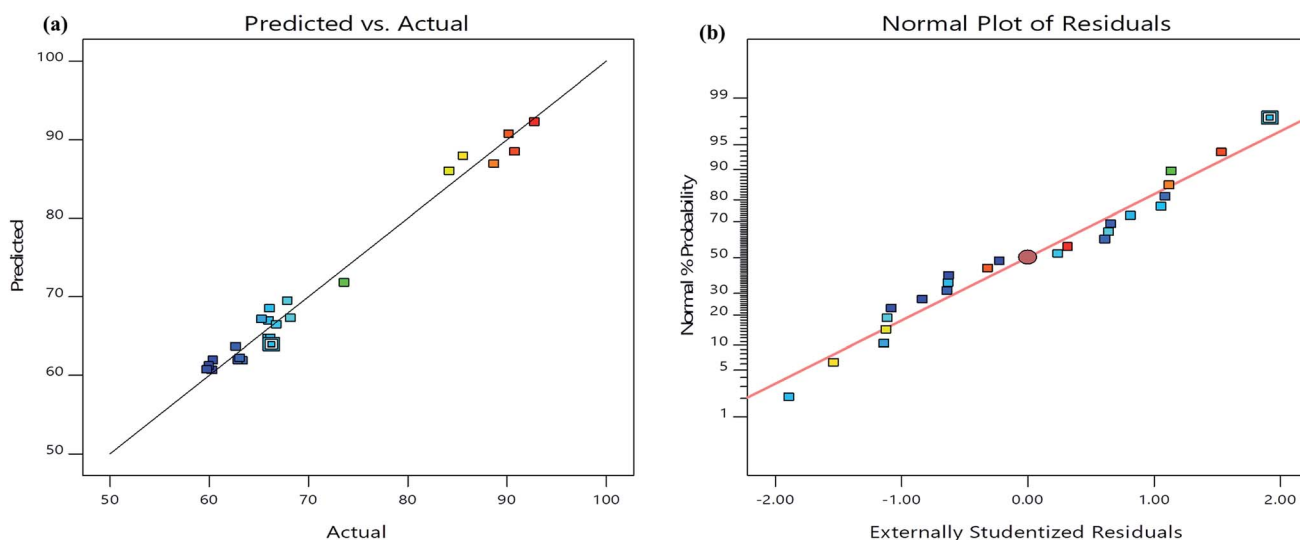 (a)
Predicted vs. Actual
Predicted
100
90
80
70
60
50
50 60 70 80 90 100
Actual
(b)
Normal Plot of Residuals
Normal % Probability
99
95
90
80
70
50
30
20
10
5
1
-2.00 -1.00 0.00 1.00 2.00
Externally Studentized Residuals